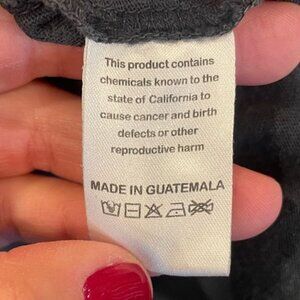 This product contains
chemicals known to the
state of California to
cause cancer and birth
defects or other
reproductive harm
MADE IN GUATEMALA